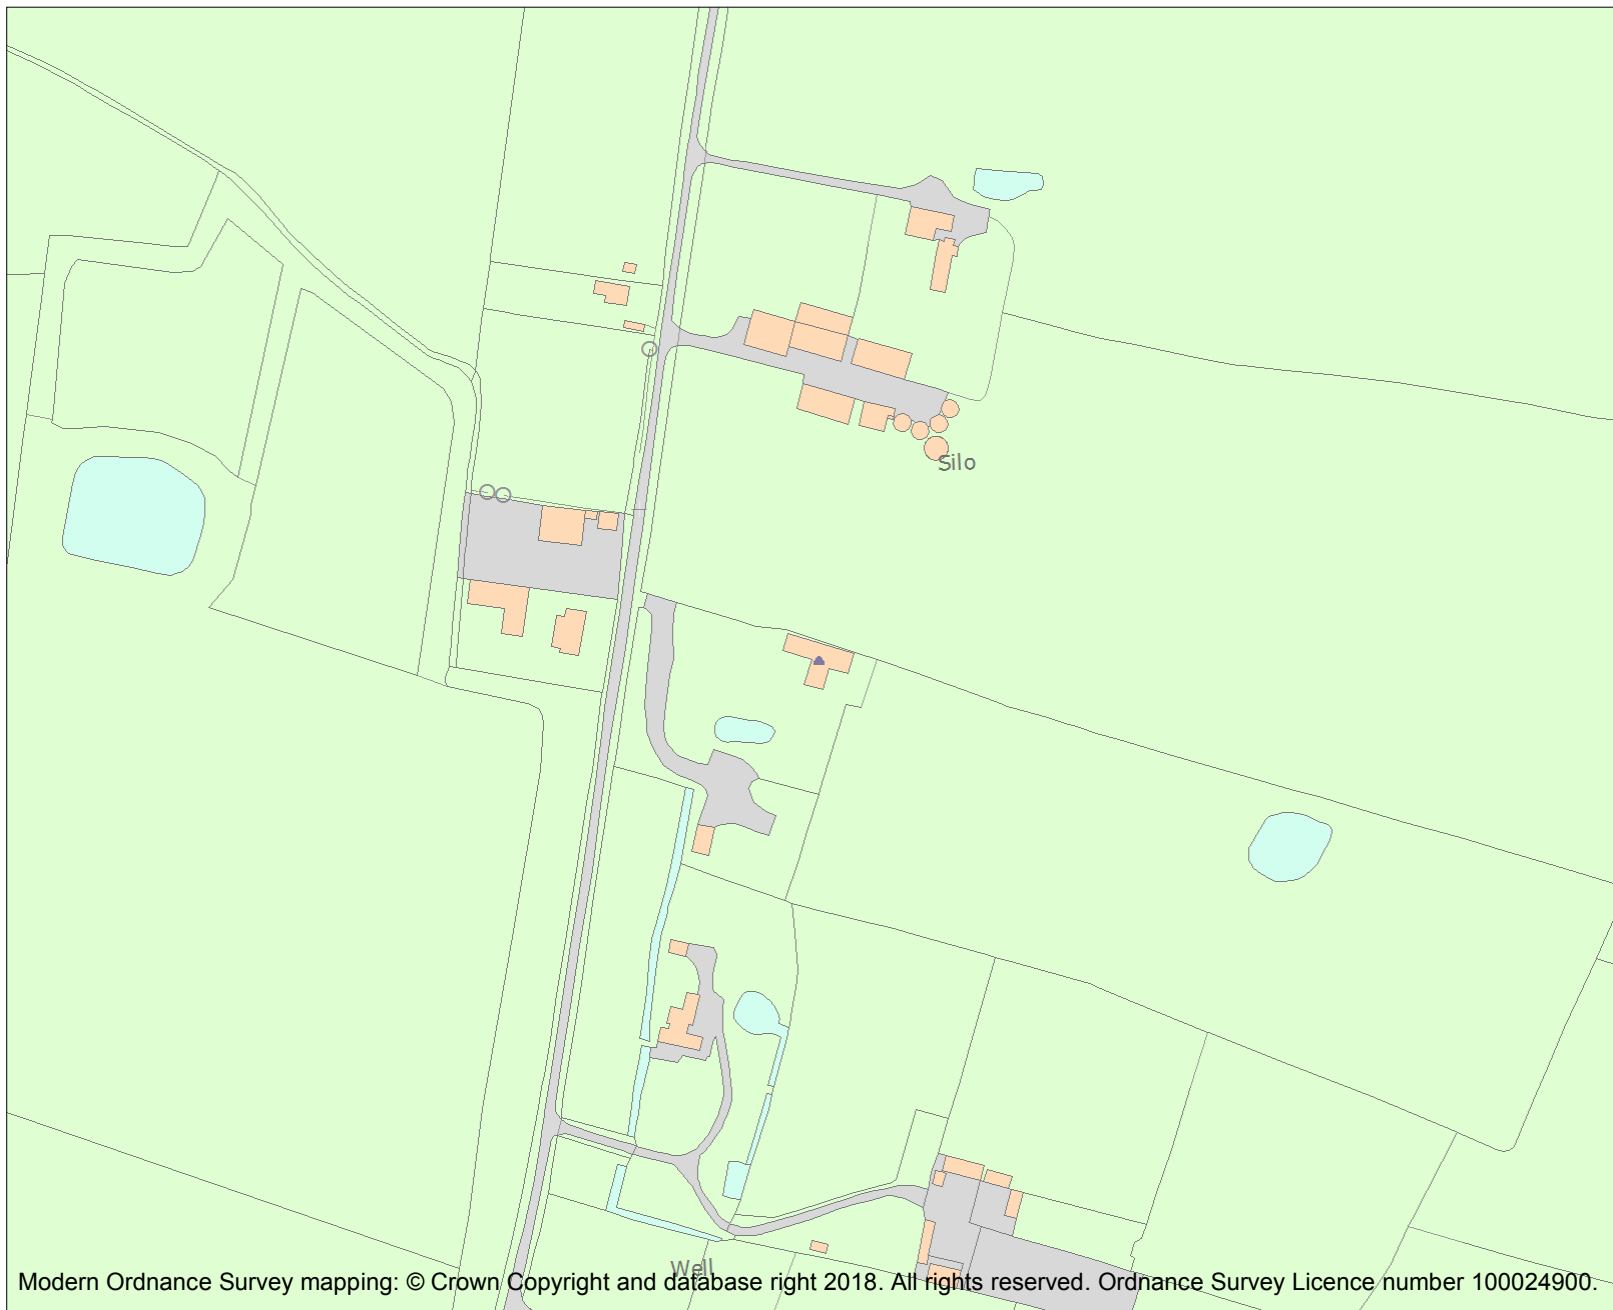 Silo
Well
Modern Ordnance Survey mapping: © Crown Copyright and database right 2018. All rights reserved. Ordnance Survey Licence number 100024900.